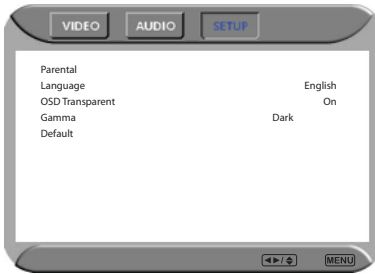 VIDEO AUDIO SETUP
Parental
Language English
OSD Transparent On
Gamma Dark
Default
◄►/ MENU